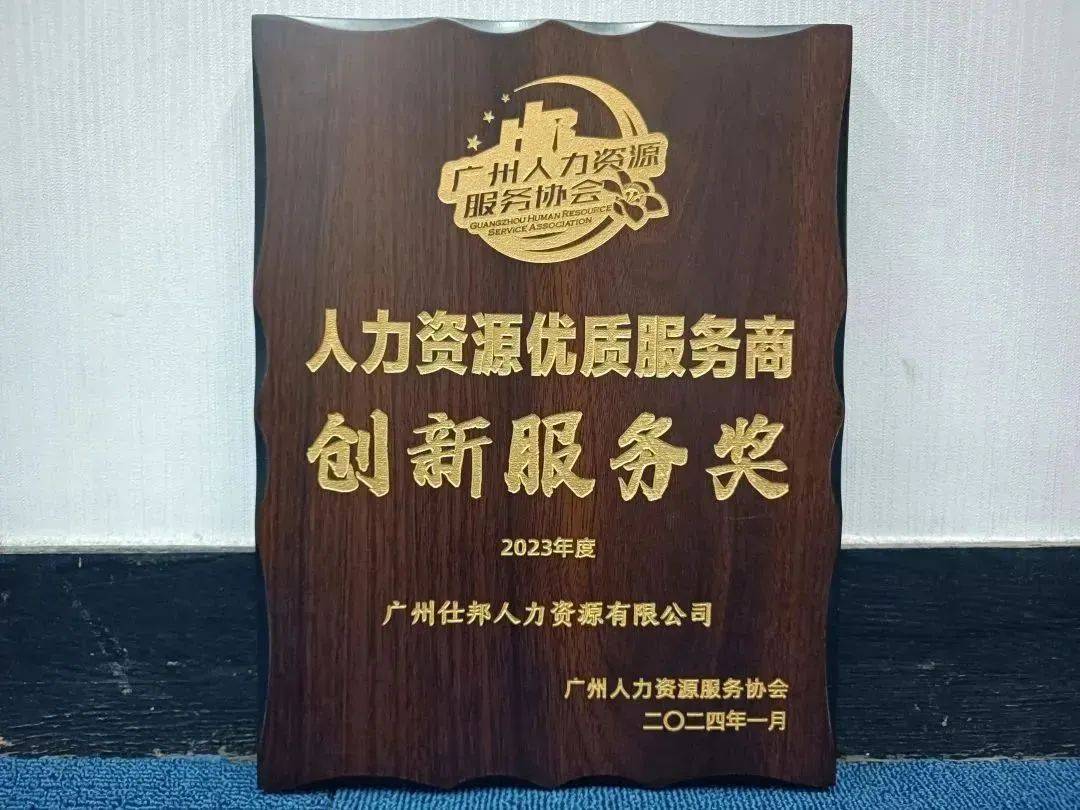 广州人力资源
服务协会
GUANGZHOU HUMAN RESOURCE
SERVICE ASSOCIATION
人力资源优质服务商
创新服务奖
2023年度
广州仕邦人力资源有限公司
广州人力资源服务协会
二〇二四年一月